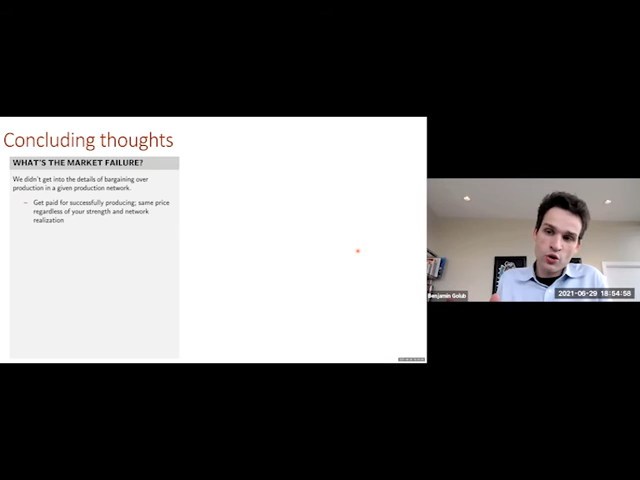 Concluding thoughts
WHAT'S THE MARKET FAILURE?
We didn't get into the details of bargaining over
production in a given production network.
– Get paid for successfully producing; same price
regardless of your strength and network
realization
Benjamin Golub
2021-06-29 18:54:58